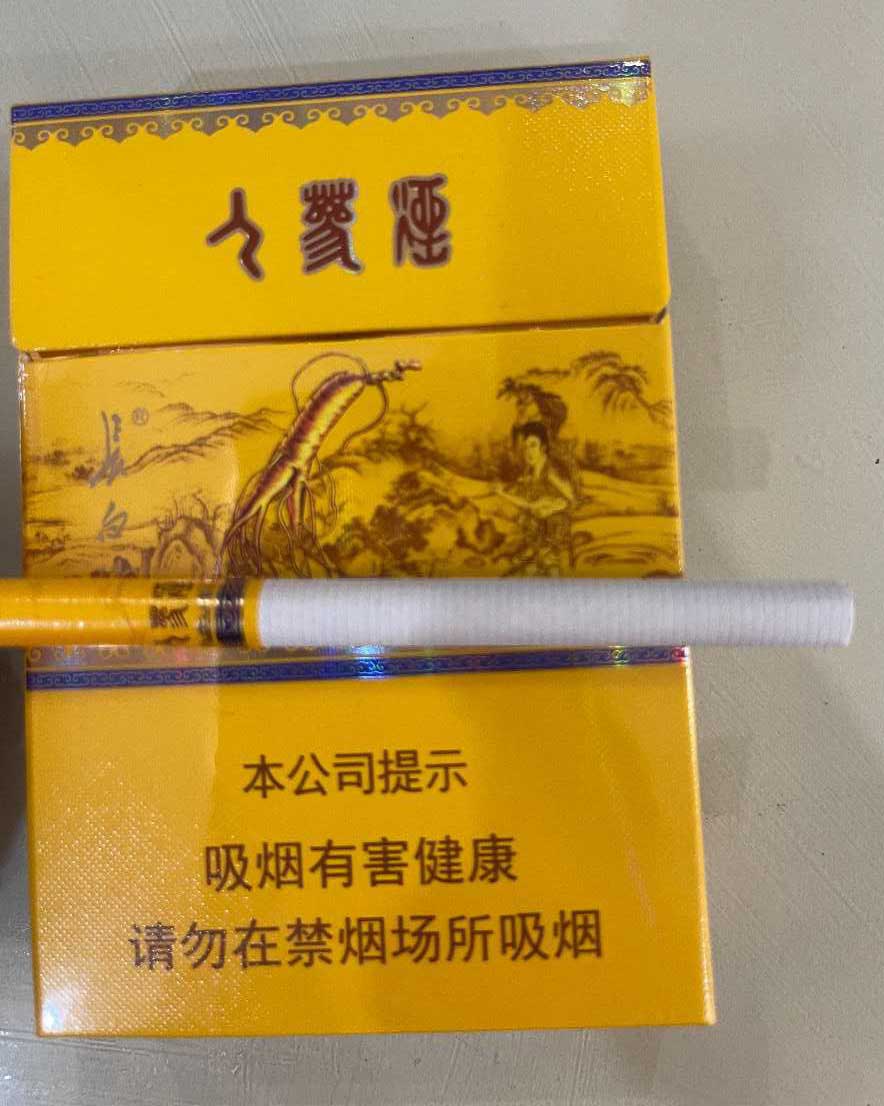 人蔘煙
長白
®
蔘
本公司提示
吸烟有害健康
请勿在禁烟场所吸烟